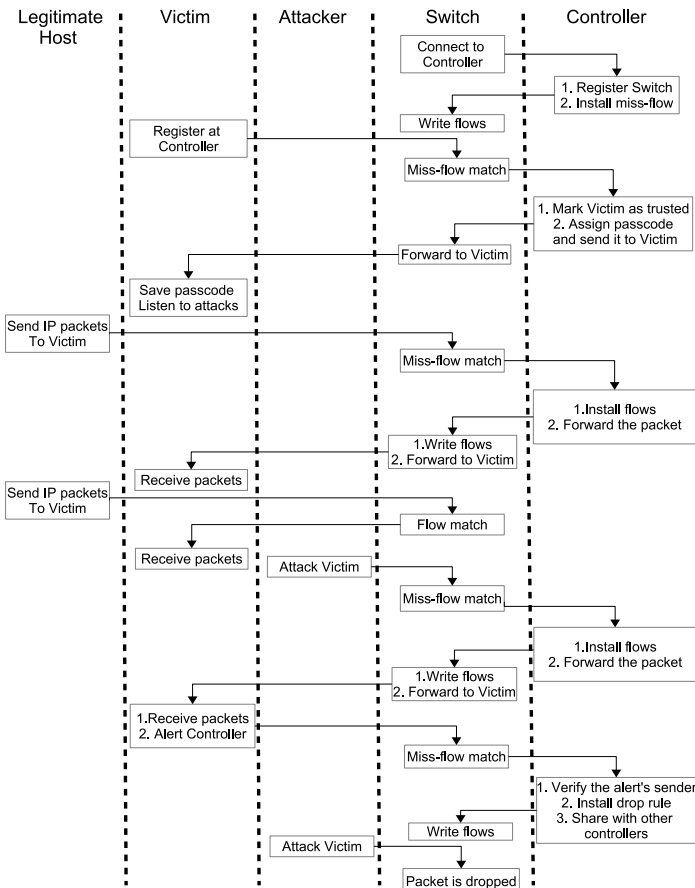 Legitimate
Host
Victim
Attacker
Switch
Controller
Connect to
Controller
1. Register Switch
2. Install miss-flow
Write flows
Register at
Controller
Miss-flow match
1. Mark Victim as trusted
2. Assign passcode
and send it to Victim
Forward to Victim
Save passcode
Listen to attacks
Send IP packets
To Victim
Miss-flow match
1.Install flows
2. Forward the packet
1.Write flows
2. Forward to Victim
Receive packets
Send IP packets
To Victim
Flow match
Receive packets
Attack Victim
Miss-flow match
1.Install flows
2. Forward the packet
1.Write flows
2. Forward to Victim
1.Receive packets
2. Alert Controller
Miss-flow match
1. Verify the alert's sender
2. Install drop rule
3. Share with other
controllers
Write flows
Attack Victim
Packet is dropped